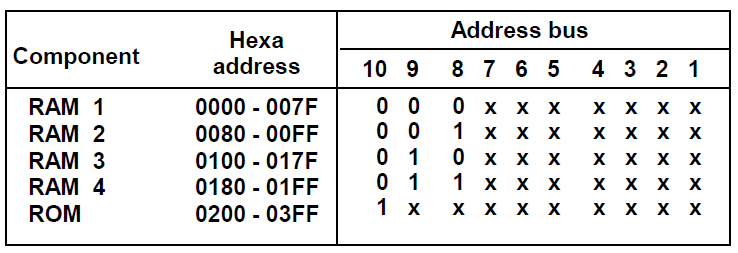 Component Hexa address Address bus
10 9 8 7 6 5 4 3 2 1
RAM 1 0000 - 007F 0 0 0 x x x x x x x
RAM 2 0080 - 00FF 0 0 1 x x x x x x x
RAM 3 0100 - 017F 0 1 0 x x x x x x x
RAM 4 0180 - 01FF 0 1 1 x x x x x x x
ROM 0200 - 03FF 1 x x x x x x x x x